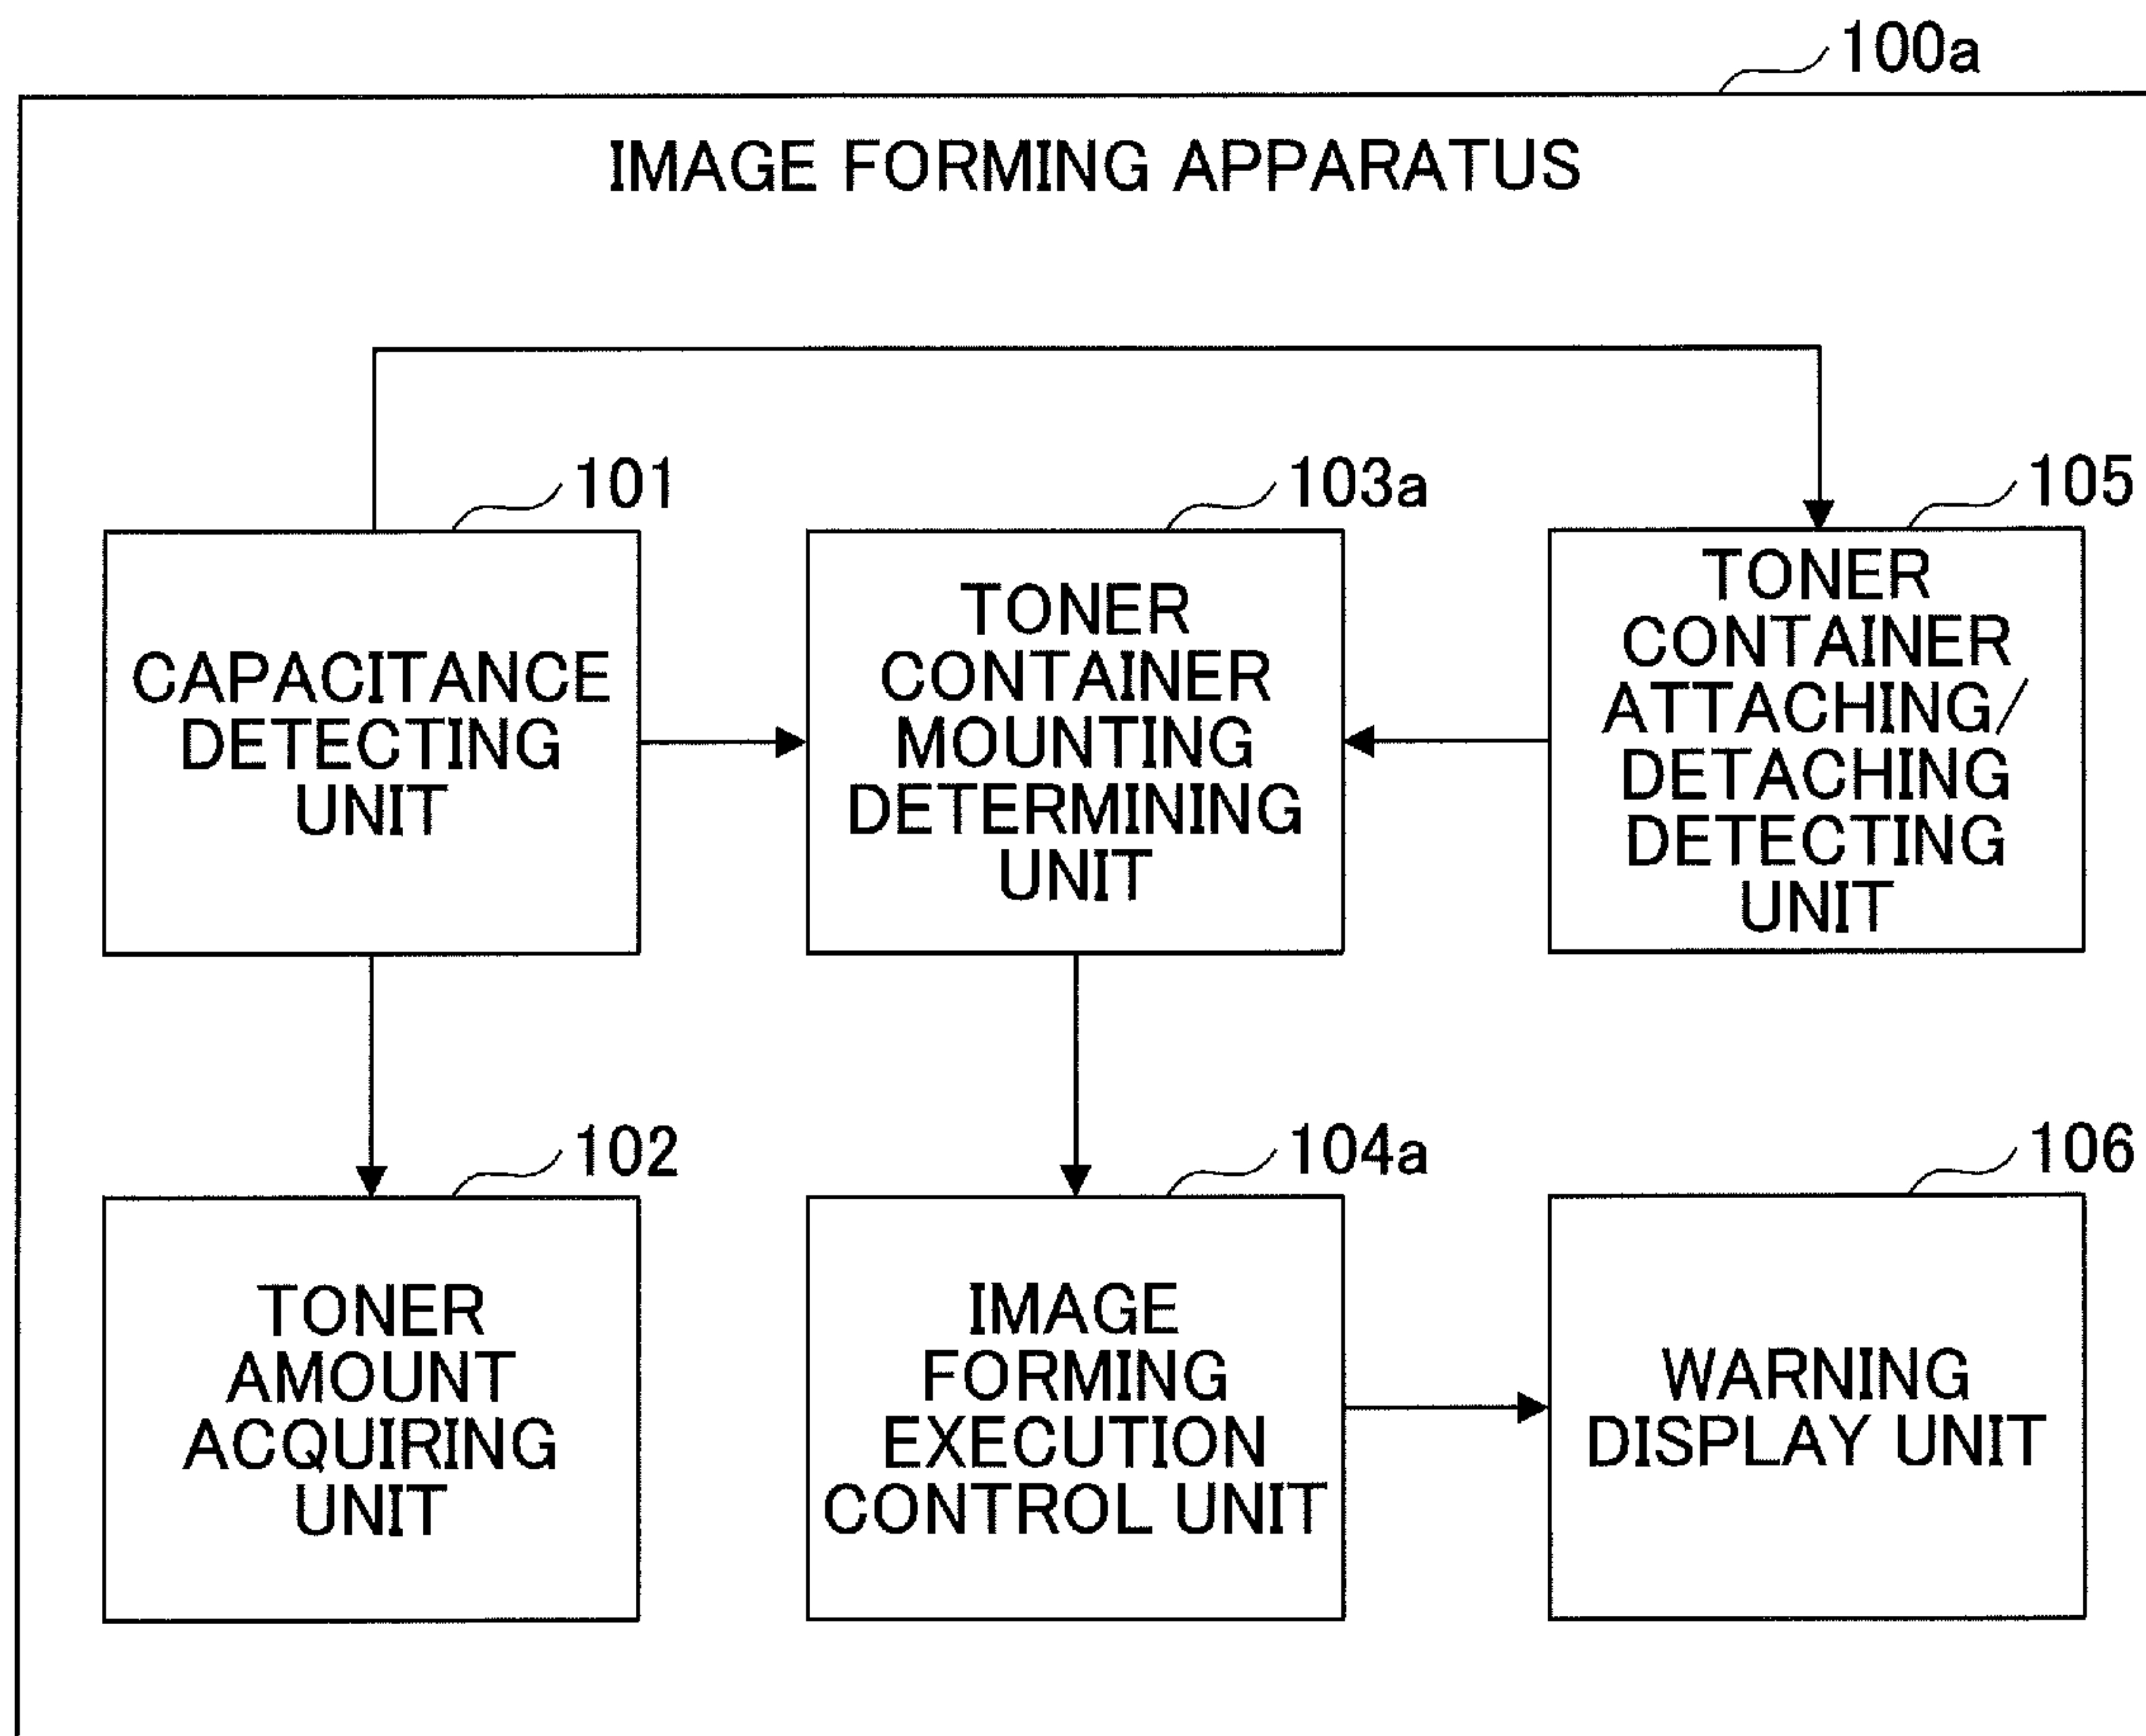 100a
IMAGE FORMING APPARATUS
101
CAPACITANCE
DETECTING
UNIT
103a
TONER
CONTAINER
MOUNTING
DETERMINING
UNIT
105
TONER
CONTAINER
ATTACHING/
DETACHING
DETECTING
UNIT
102
TONER
AMOUNT
ACQUIRING
UNIT
104a
IMAGE
FORMING
EXECUTION
CONTROL UNIT
106
WARNING
DISPLAY UNIT